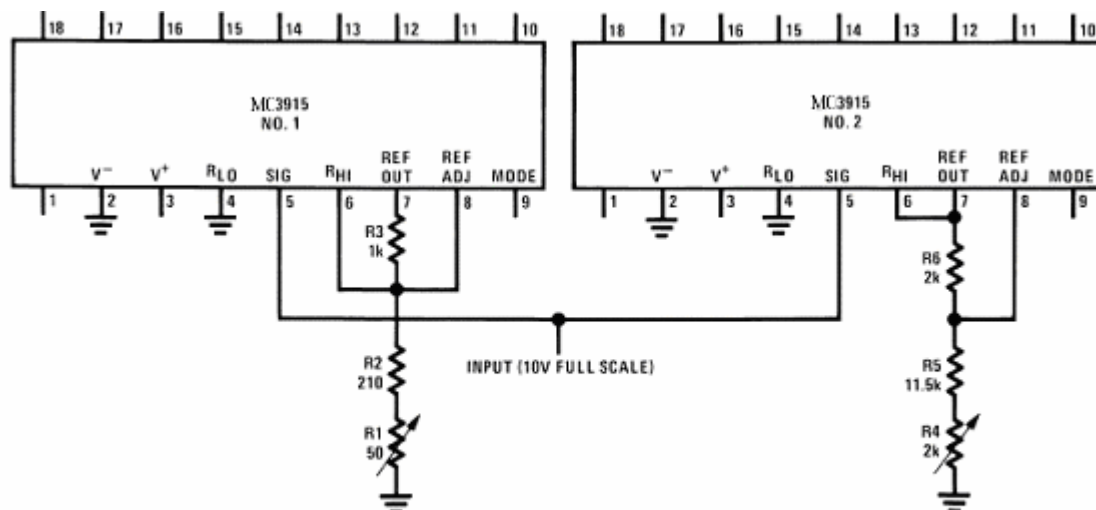 18 17 16 15 14 13 12 11 10
MC3915
NO. 1
V⁻ V⁺ RLO SIG RHI REF OUT REF ADJ MODE
1 2 3 4 5 6 7 8 9
R3
1k
R2
210
R1
50
18 17 16 15 14 13 12 11 10
MC3915
NO. 2
V⁻ V⁺ RLO SIG RHI REF OUT REF ADJ MODE
1 2 3 4 5 6 7 8 9
R6
2k
R5
11.5k
R4
2k
INPUT (10V FULL SCALE)